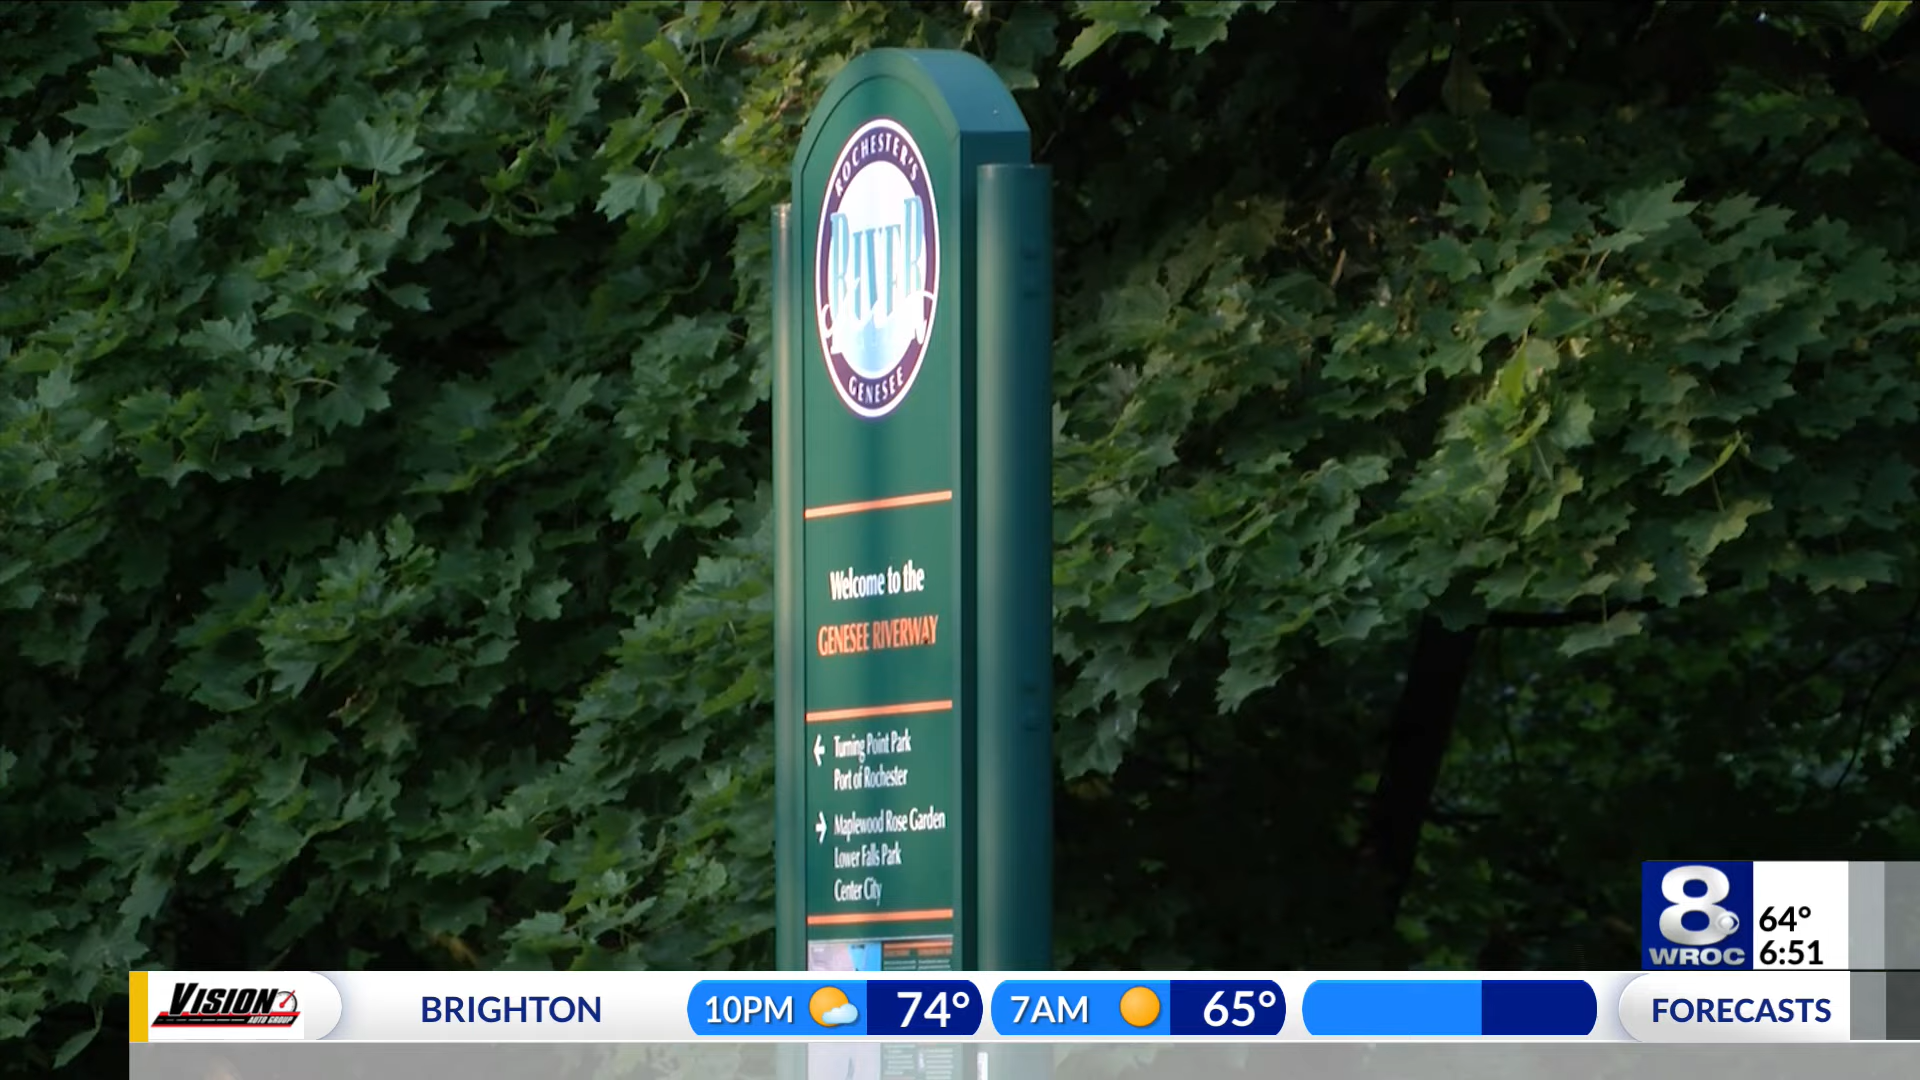 ROCHESTER'S
RIVER
GENESEE
Welcome to the
GENESEE RIVERWAY
← Turning Point Park
Port of Rochester
→ Maplewood Rose Garden
Lower Falls Park
Center City
8
WROC
64°
6:51
VISION
AUTO GROUP
BRIGHTON
10PM 74°
7AM 65°
FORECASTS